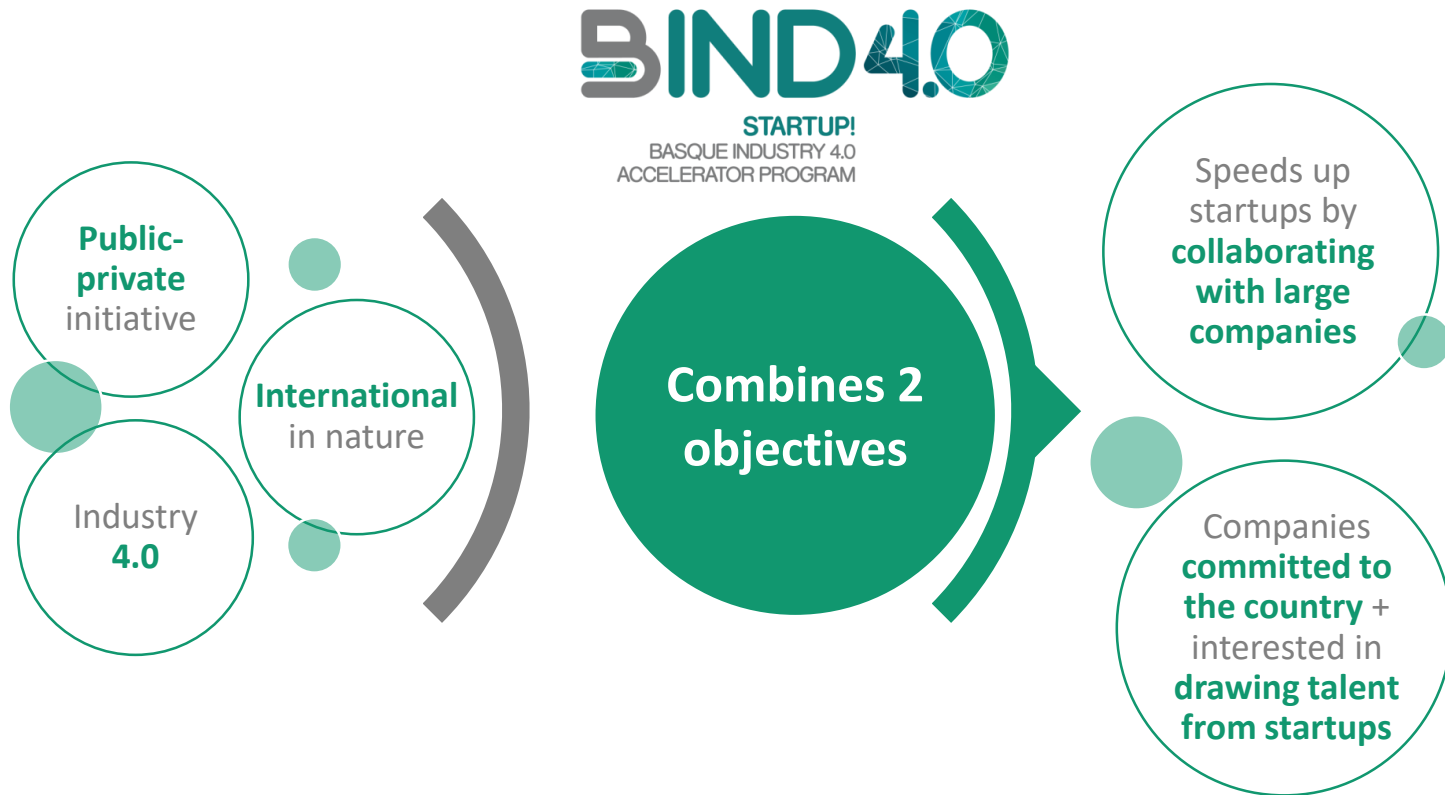 BIND 4.0
STARTUP!
BASQUE INDUSTRY 4.0
ACCELERATOR PROGRAM
Public-
private
initiative
International
in nature
Industry
4.0
Combines 2
objectives
Speeds up
startups by
collaborating
with large
companies
Companies
committed to
the country +
interested in
drawing talent
from startups